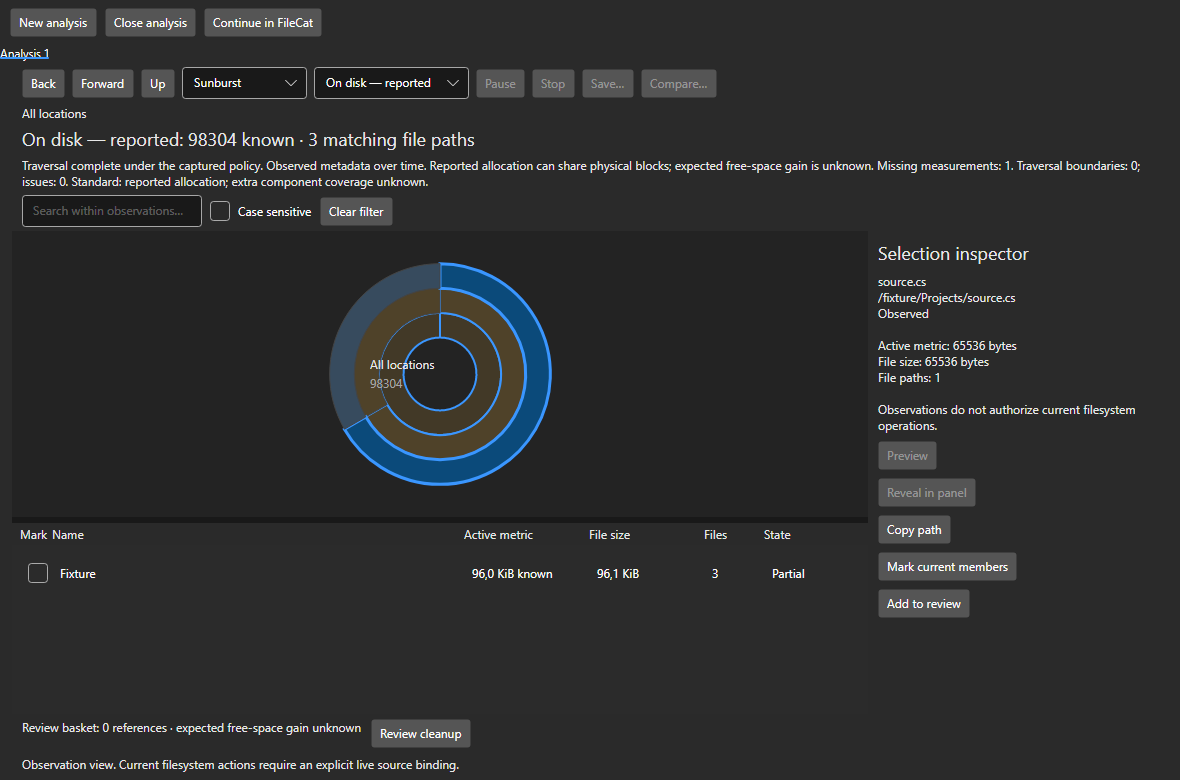 New analysis Close analysis Continue in FileCat
Analysis 1
Back Forward Up Sunburst On disk — reported Pause Stop Save... Compare...
All locations
On disk — reported: 98304 known · 3 matching file paths
Traversal complete under the captured policy. Observed metadata over time. Reported allocation can share physical blocks; expected free-space gain is unknown. Missing measurements: 1. Traversal boundaries: 0;
issues: 0. Standard: reported allocation; extra component coverage unknown.
Search within observations... Case sensitive Clear filter
All locations
98304
Selection inspector
source.cs
/fixture/Projects/source.cs
Observed
Active metric: 65536 bytes
File size: 65536 bytes
File paths: 1
Observations do not authorize current filesystem
operations.
Preview
Reveal in panel
Copy path
Mark current members
Add to review
Mark Name Active metric File size Files State
Fixture 96,0 KiB known 96,1 KiB 3 Partial
Review basket: 0 references · expected free-space gain unknown Review cleanup
Observation view. Current filesystem actions require an explicit live source binding.